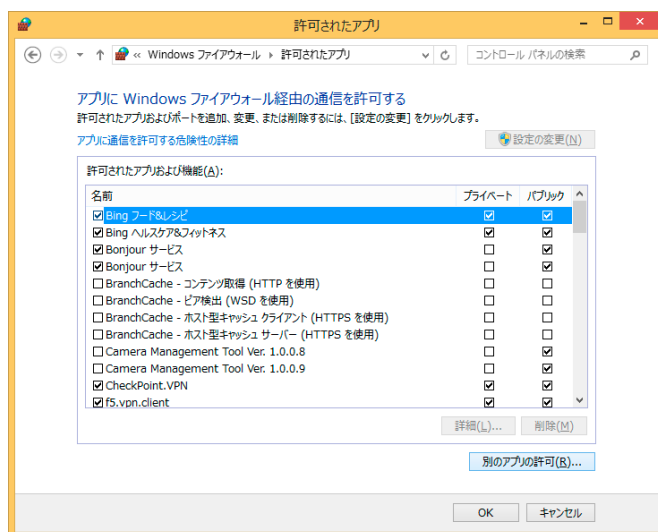 許可されたアプリ
« Windows ファイアウォール 許可されたアプリ コントロール パネルの検索
アプリに Windows ファイアウォール経由の通信を許可する
許可されたアプリおよびポートを追加、変更、または削除するには、[設定の変更] をクリックします。
アプリに通信を許可する危険性の詳細 設定の変更(N)
許可されたアプリおよび機能(A):
名前 プライベート パブリック
Bing フード&レシピ
Bing ヘルスケア&フィットネス
Bonjour サービス
Bonjour サービス
BranchCache - コンテンツ取得 (HTTP を使用)
BranchCache - ピア検出 (WSD を使用)
BranchCache - ホスト型キャッシュ クライアント (HTTPS を使用)
BranchCache - ホスト型キャッシュ サーバー (HTTPS を使用)
Camera Management Tool Ver. 1.0.0.8
Camera Management Tool Ver. 1.0.0.9
CheckPoint.VPN
f5.vpn.client
詳細(L)... 削除(M)
別のアプリの許可(R)...
OK キャンセル